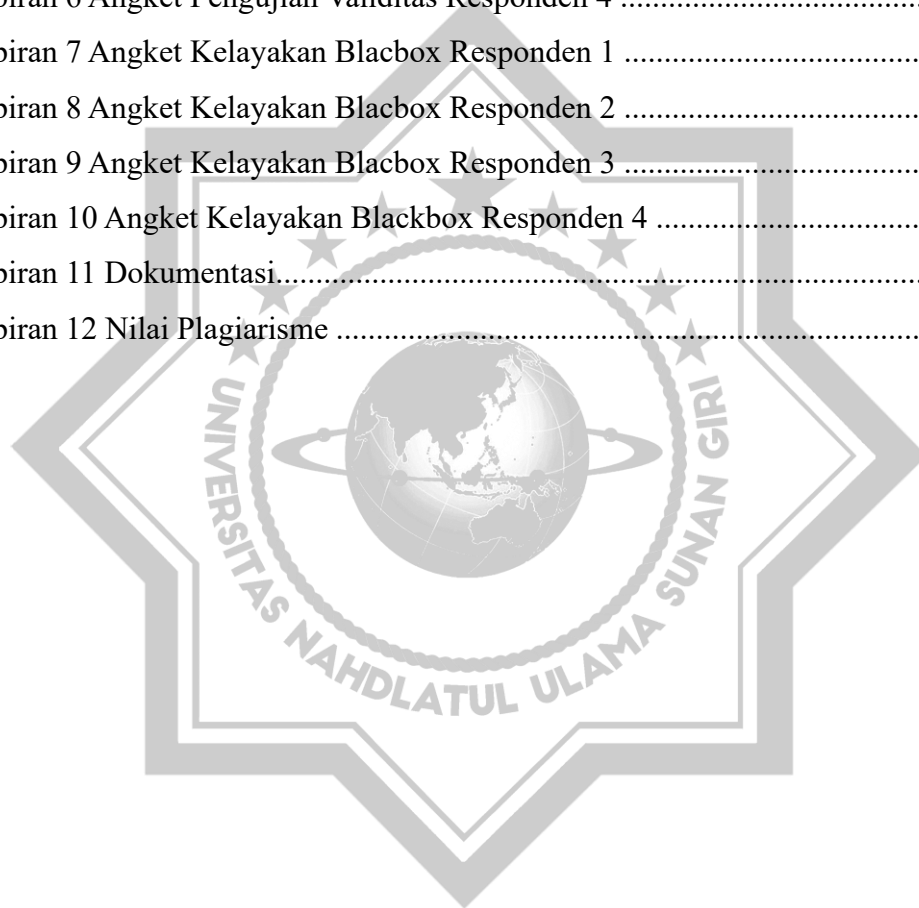 piran 6 Angket Pengujian Validitas Responden 4 ....................................
piran 7 Angket Kelayakan Blacbox Responden 1 ....................................
piran 8 Angket Kelayakan Blacbox Responden 2 ....................................
piran 9 Angket Kelayakan Blacbox Responden 3 ....................................
piran 10 Angket Kelayakan Blackbox Responden 4 ................................
piran 11 Dokumentasi................................................................................
piran 12 Nilai Plagiarisme ........................................................................
UNIVERSITAS NAHDLATUL ULAMA SUNAN GIRI